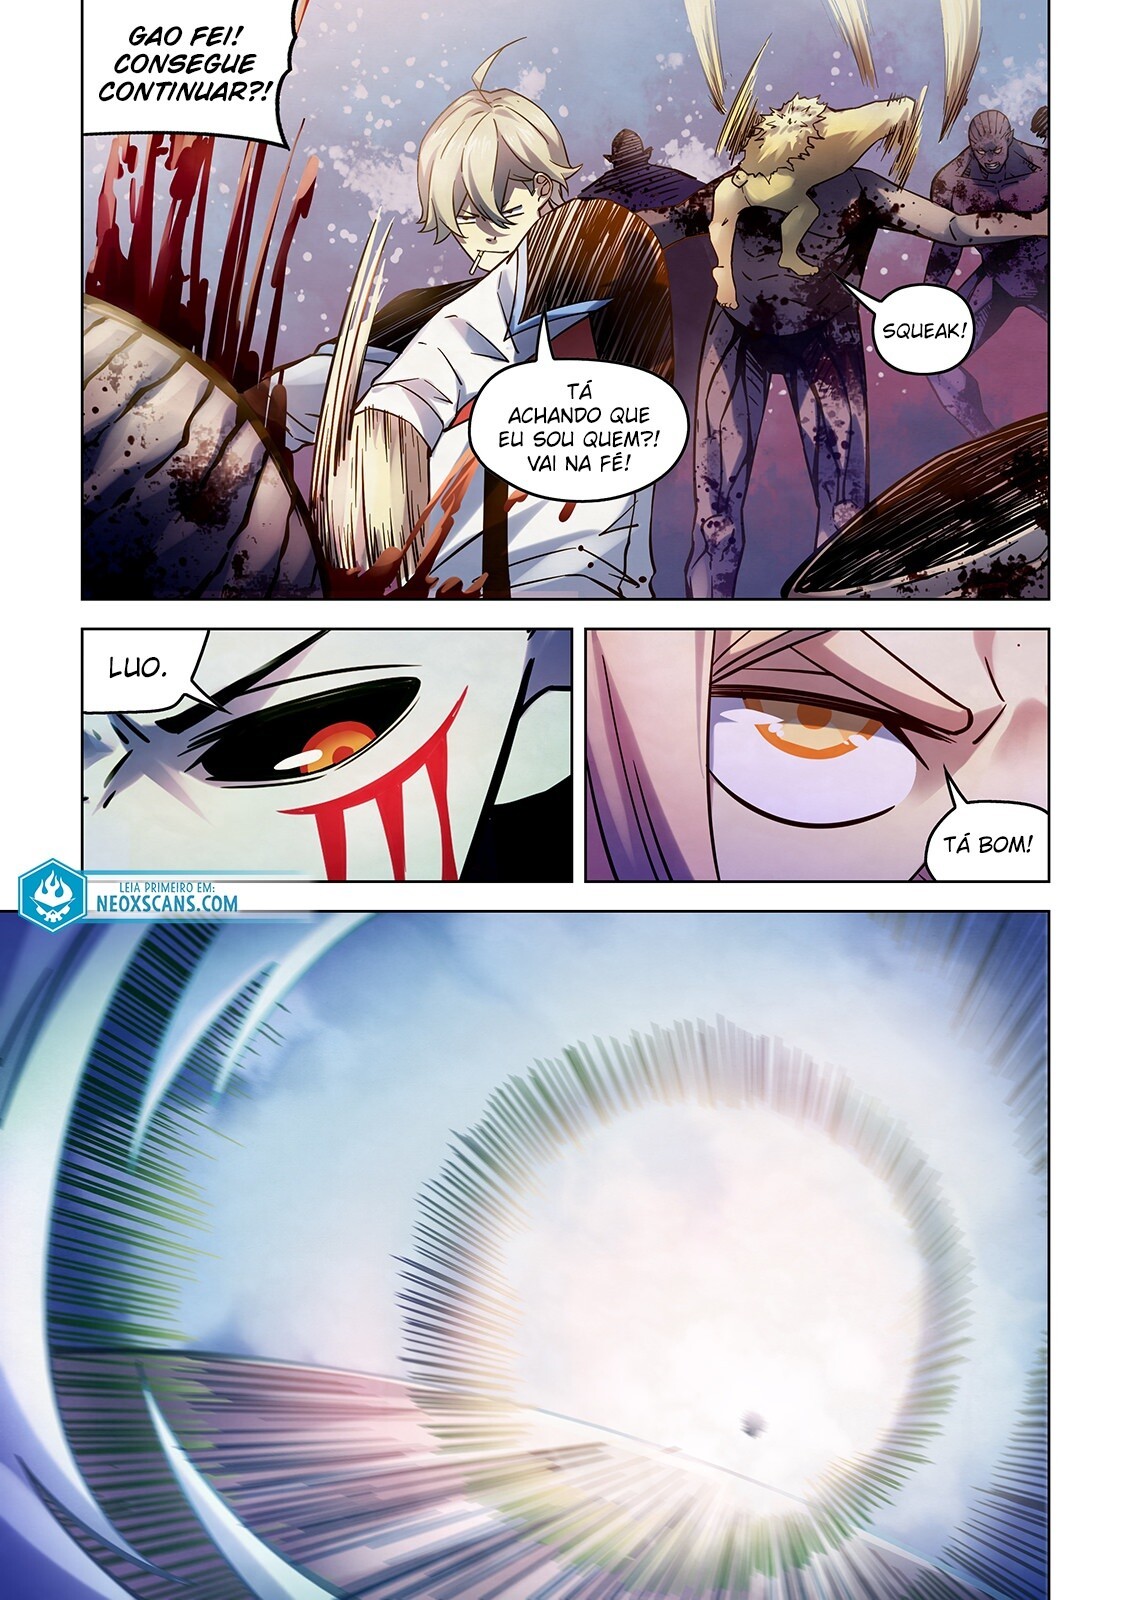 GAO FEI!
CONSEGUE
CONTINUAR?!
SQUEAK!
TÁ
ACHANDO QUE
EU SOU QUEM?!
VAI NA FÉ!
LUO.
TÁ BOM!
LEIA PRIMEIRO EM:
NEOXSCANS.COM